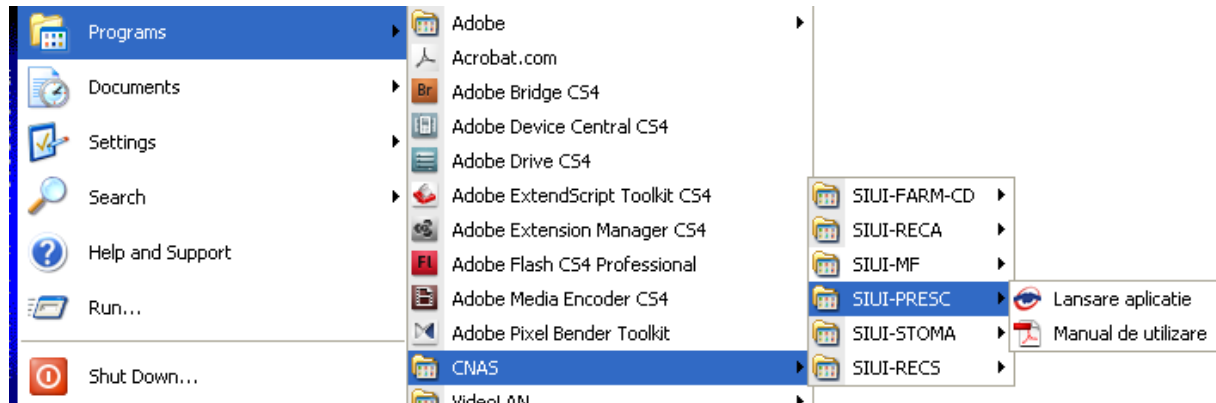 Programs
Documents
Settings
Search
Help and Support
Run...
Shut Down...
Adobe
Acrobat.com
Br Adobe Bridge CS4
Adobe Device Central CS4
Adobe Drive CS4
Adobe ExtendScript Toolkit CS4
Adobe Extension Manager CS4
FL Adobe Flash CS4 Professional
Adobe Media Encoder CS4
Adobe Pixel Bender Toolkit
CNAS
VideoLAN
SIUI-FARM-CD
SIUI-RECA
SIUI-MF
SIUI-PRESC
SIUI-STOMA
SIUI-RECS
Lansare aplicatie
Manual de utilizare